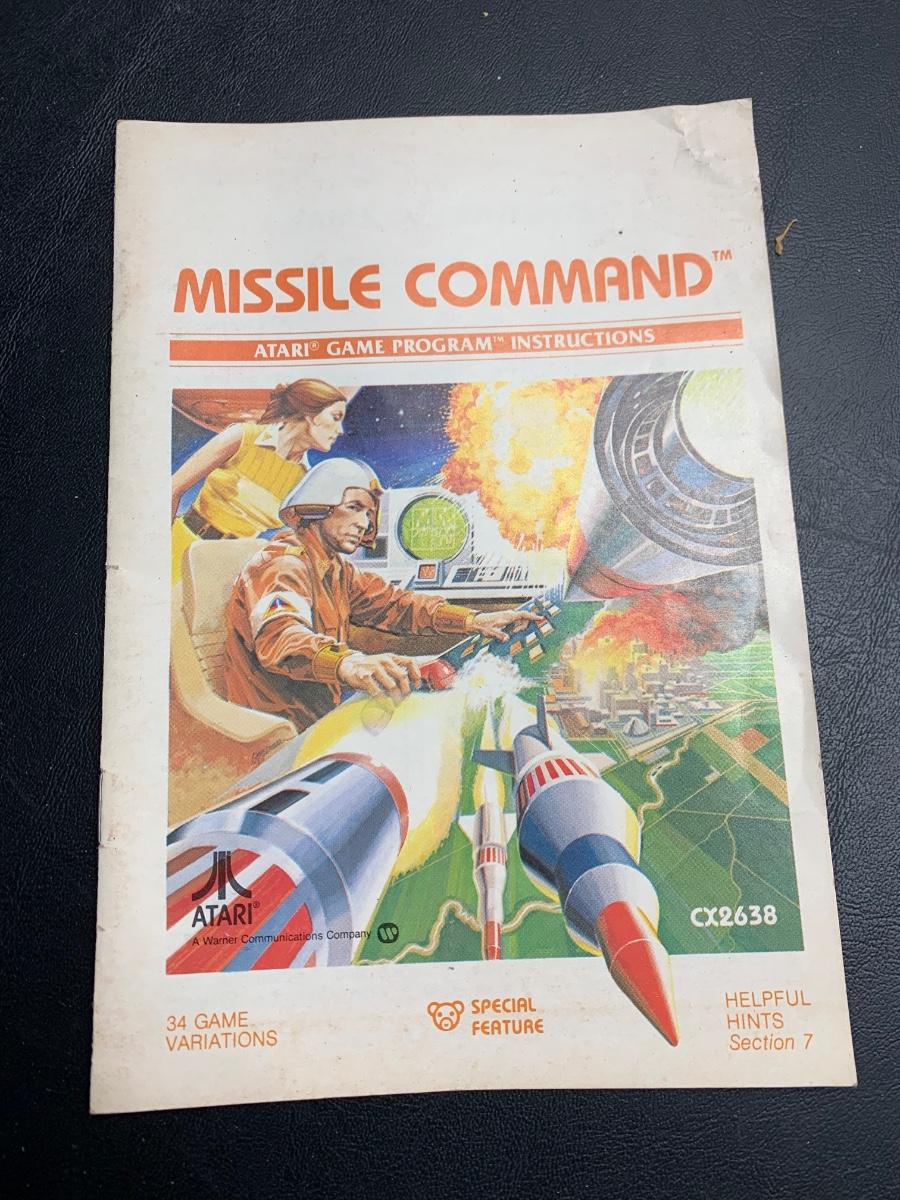 MISSILE COMMAND™
ATARI® GAME PROGRAM™ INSTRUCTIONS
ATARI®
A Warner Communications Company
CX2638
34 GAME
VARIATIONS
SPECIAL
FEATURE
HELPFUL
HINTS
Section 7